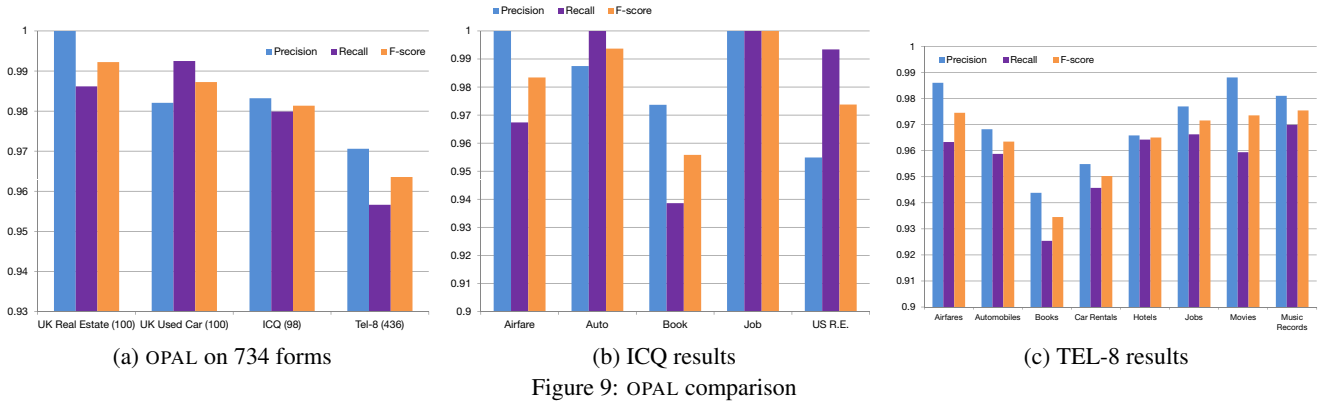 1
0.99
0.98
0.97
0.96
0.95
0.94
0.93
Precision Recall F-score
UK Real Estate (100) UK Used Car (100) ICQ (98) Tel-8 (436)
(a) OPAL on 734 forms
Precision Recall F-score
1
0.99
0.98
0.97
0.96
0.95
0.94
0.93
0.92
0.91
0.9
Airfare Auto Book Job US R.E.
(b) ICQ results
1
0.99
0.98
0.97
0.96
0.95
0.94
0.93
0.92
0.91
0.9
Precision Recall F-score
Airfares Automobiles Books Car Rentals Hotels Jobs Movies Music
Records
(c) TEL-8 results
Figure 9: OPAL comparison